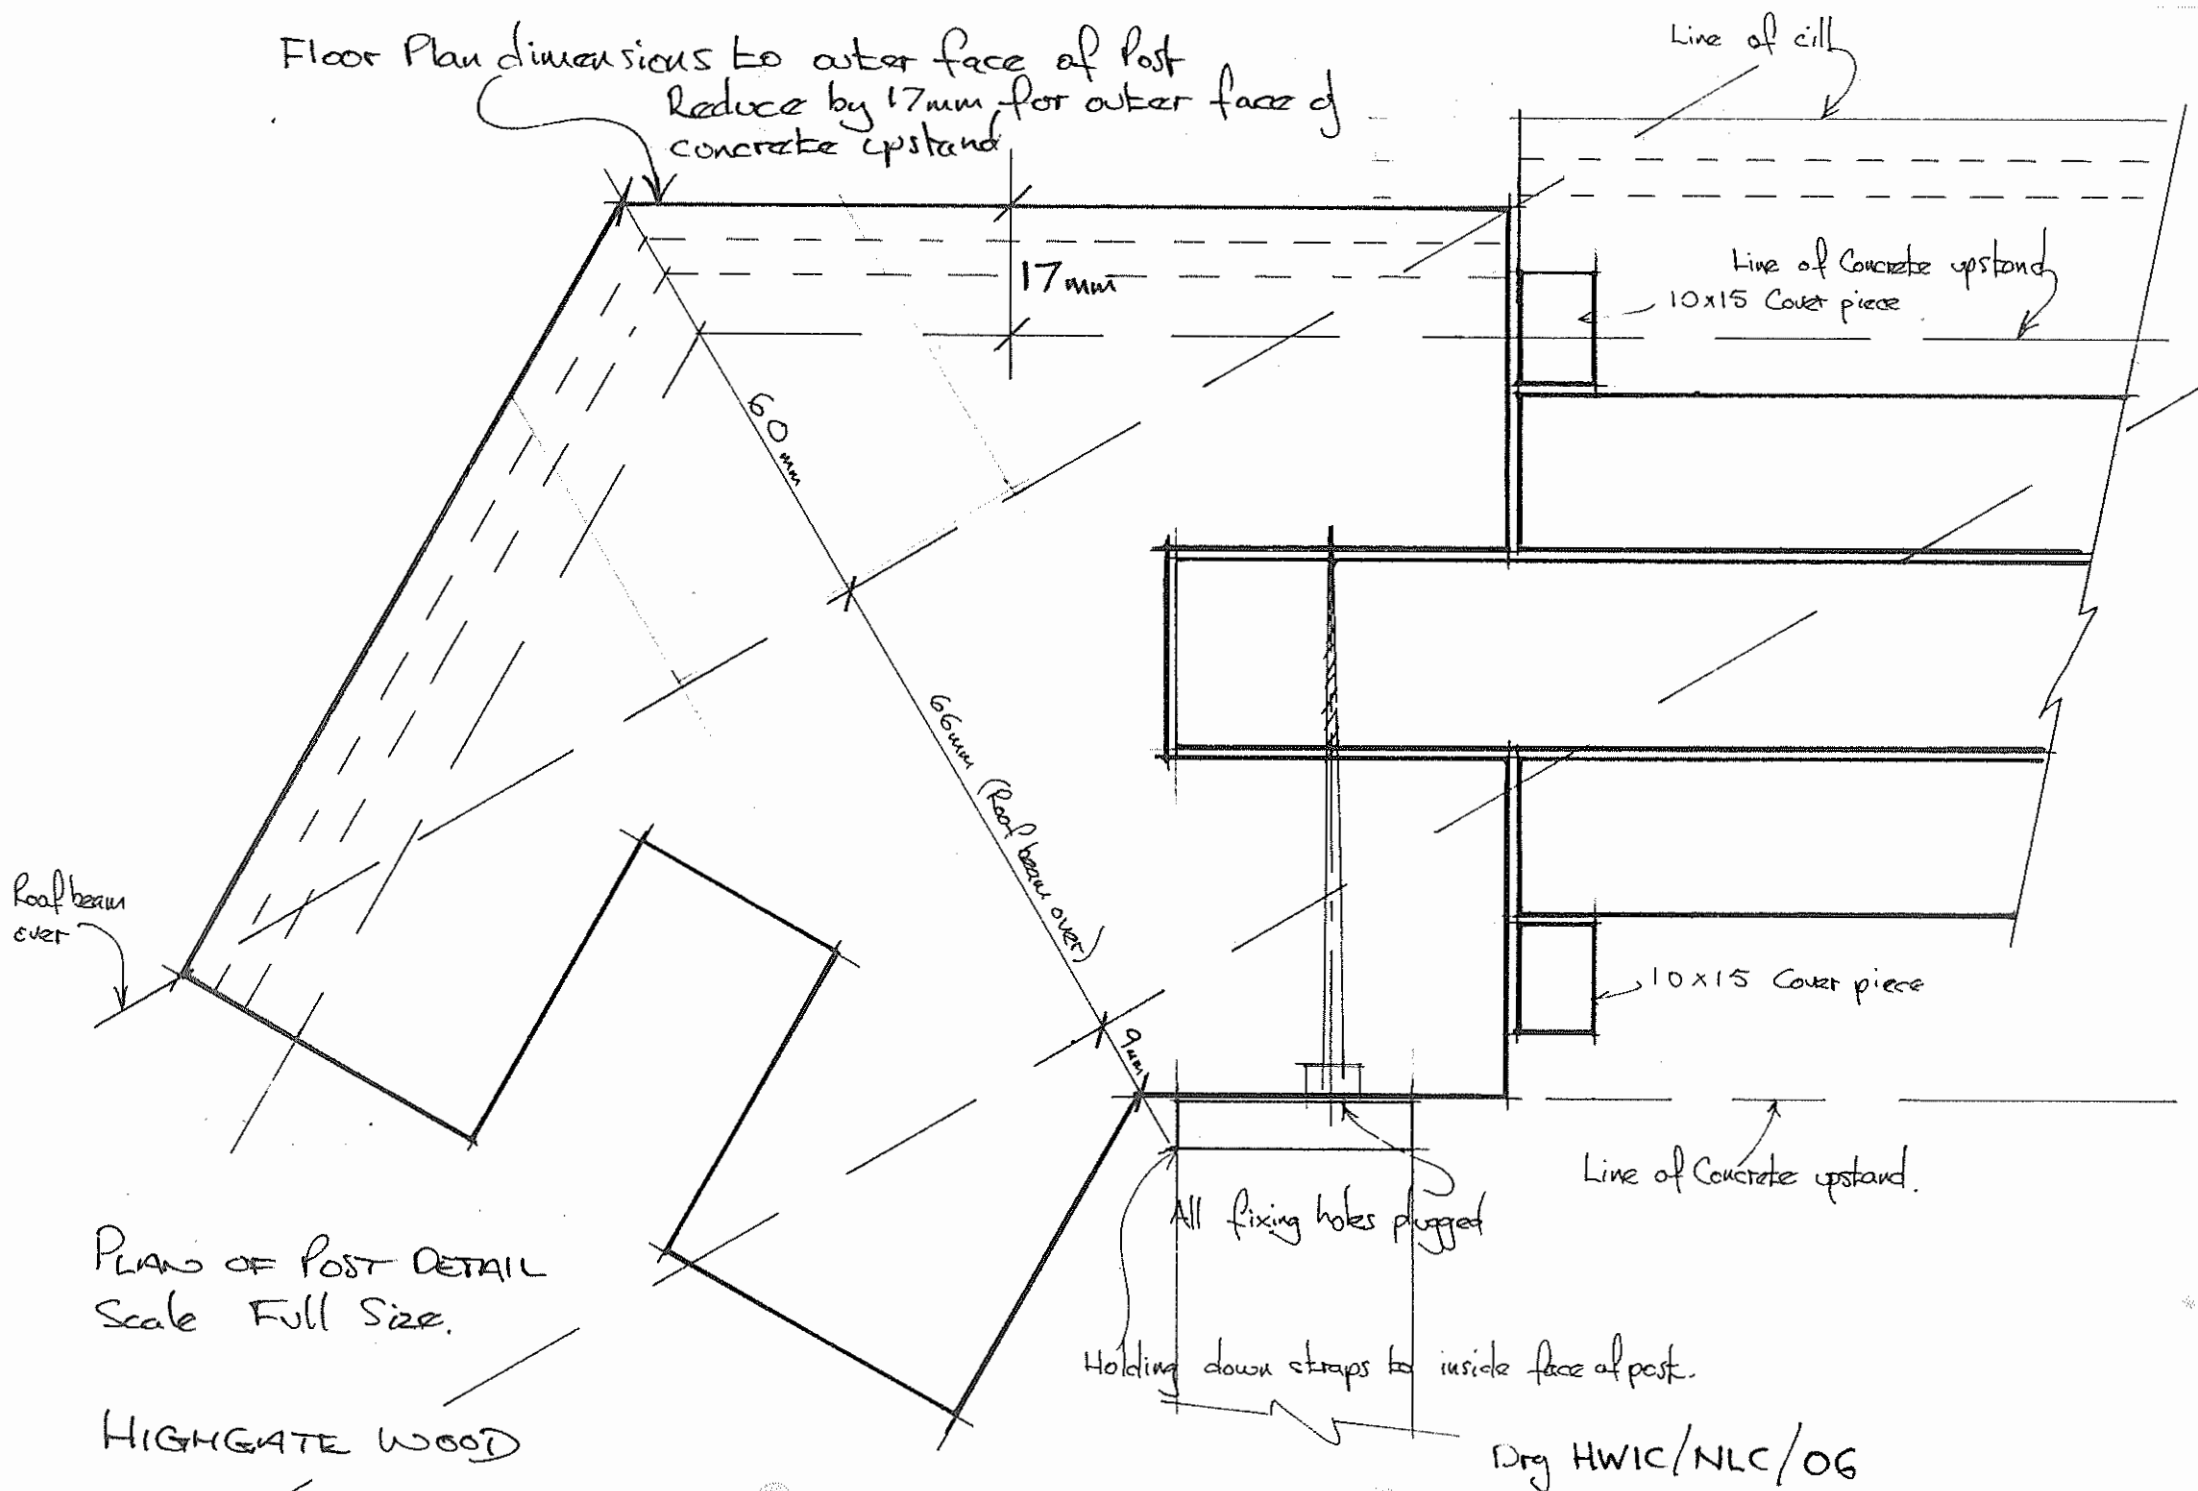 Floor Plan dimensions to outer face of Post
Reduce by 17mm for outer face of
concrete upstand
Line of cill
17mm
Line of Concrete upstand
10x15 Cover piece
60mm
66mm (Roof beam over)
Roof beam
over
10x15 Cover piece
9mm
Line of Concrete upstand.
All fixing holes plugged
PLAN OF POST DETAIL
Scale Full Size.
Holding down straps to inside face of post.
HIGHGATE WOOD
Drg HWIC/NLC/06